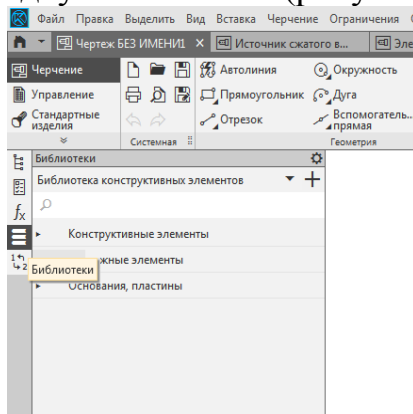 Файл Правка Выделить Вид Вставка Черчение Ограничения
Чертеж БЕЗ ИМЕНИ1 × Источник сжатого в... Эле
Черчение Автолиния Окружность
Управление Прямоугольник Дуга
Стандартные изделия Отрезок Вспомогатель... прямая
Системная Геометрия
Библиотеки
Библиотека конструктивных элементов
Конструктивные элементы
жные элементы
Библиотеки
Основания, пластины